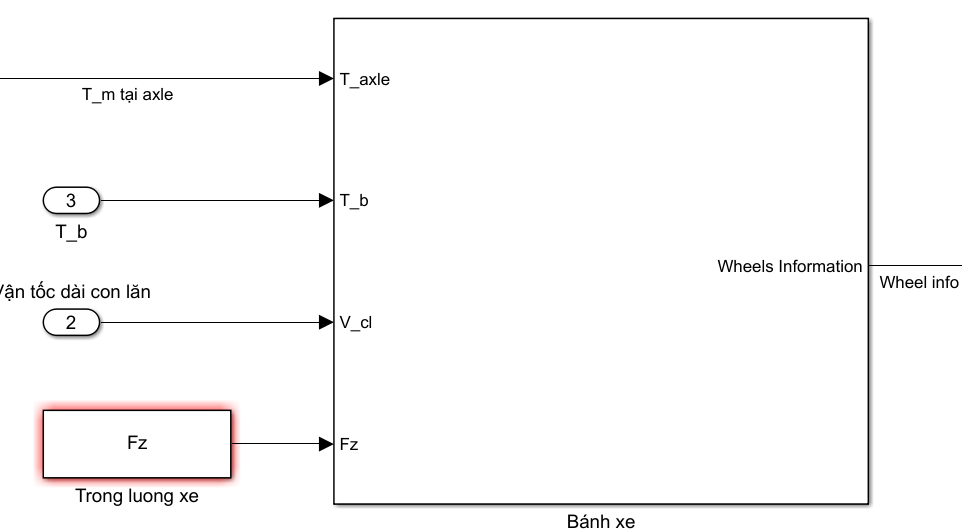 T_axle
T_m tại axle
3
T_b
T_b
Wheels Information
Wheel info
Vận tốc dài con lăn
2
V_cl
Fz
Fz
Trong luong xe
Bánh xe